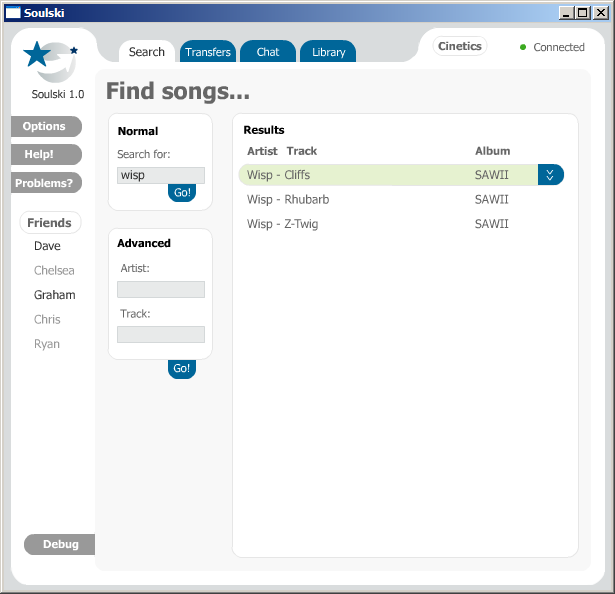 Soulski
Search Transfers Chat Library Cinetics Connected
Soulski 1.0
Find songs...
Options
Help!
Problems?
Friends
Dave
Chelsea
Graham
Chris
Ryan
Debug
Normal
Search for:
wisp
Go!
Advanced
Artist:
Track:
Go!
Results
Artist Track Album
Wisp - Cliffs SAWII
Wisp - Rhubarb SAWII
Wisp - Z-Twig SAWII